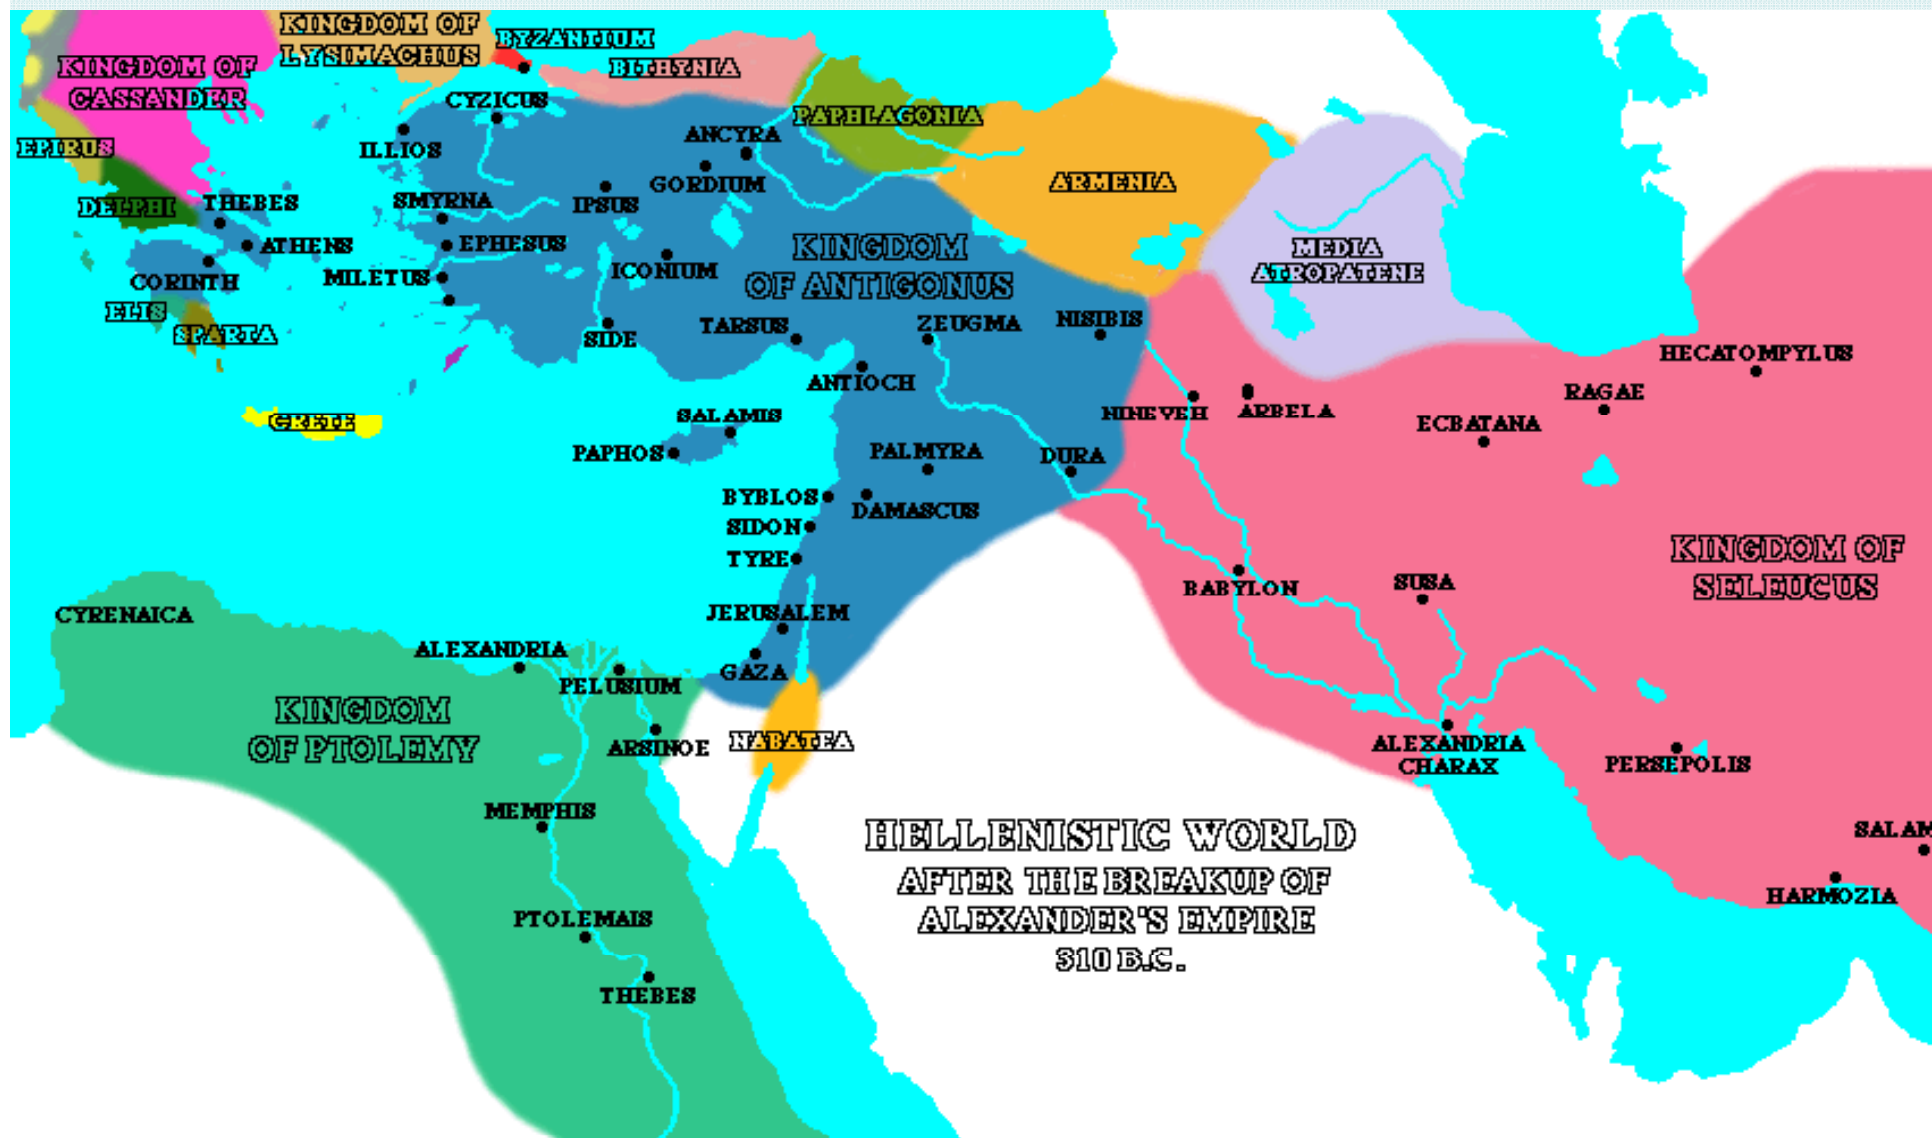 KINGDOM OF
LYSIMACHUS
BYZANTIUM
KINGDOM OF
CASSANDER
BITHYNIA
CYZICUS
PAPHLAGONIA
EPIRUS
ILLIOS
ANCYRA
GORDIUM
ARMENIA
DELPHI
THEBES
SMYRNA
IPSUS
ATHENS
EPHESUS
KINGDOM
OF ANTIGONUS
MEDIA
ATROPATENE
CORINTH
MILETUS
ICONIUM
ELIS
SPARTA
SIDE
TARSUS
ZEUGMA
NISIBIS
HECATOMPYLUS
ANTIOCH
RAGAE
CRETE
SALAMIS
NINEVEH
ARBELA
ECBATANA
PAPHOS
PALMYRA
DURA
BYBLOS
DAMASCUS
SIDON
TYRE
KINGDOM OF
SELEUCUS
BABYLON
SUSA
CYRENAICA
JERUSALEM
ALEXANDRIA
GAZA
PELUSIUM
KINGDOM
OF PTOLEMY
ARSINOE
NABATEA
ALEXANDRIA
CHARAX
PERSEPOLIS
MEMPHIS
HELLENISTIC WORLD
AFTER THE BREAKUP OF
ALEXANDER'S EMPIRE
310 B.C.
SALAM
HARMOZIA
PTOLEMAIS
THEBES